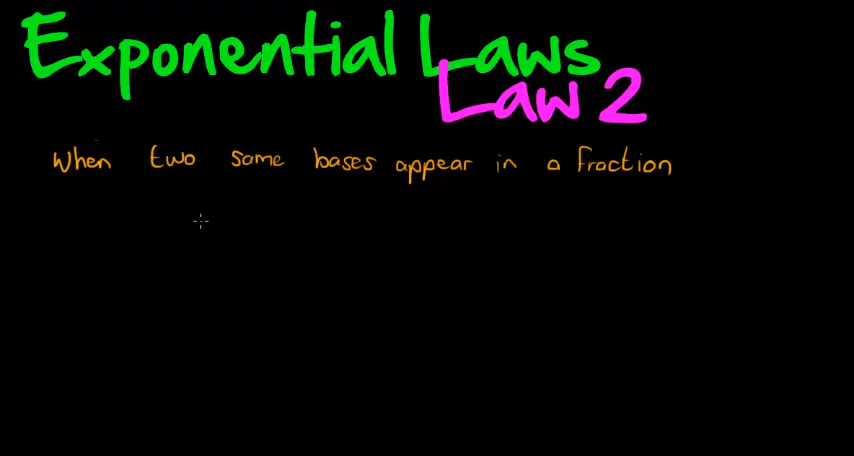 Exponential Laws
Law 2
When two same bases appear in a fraction